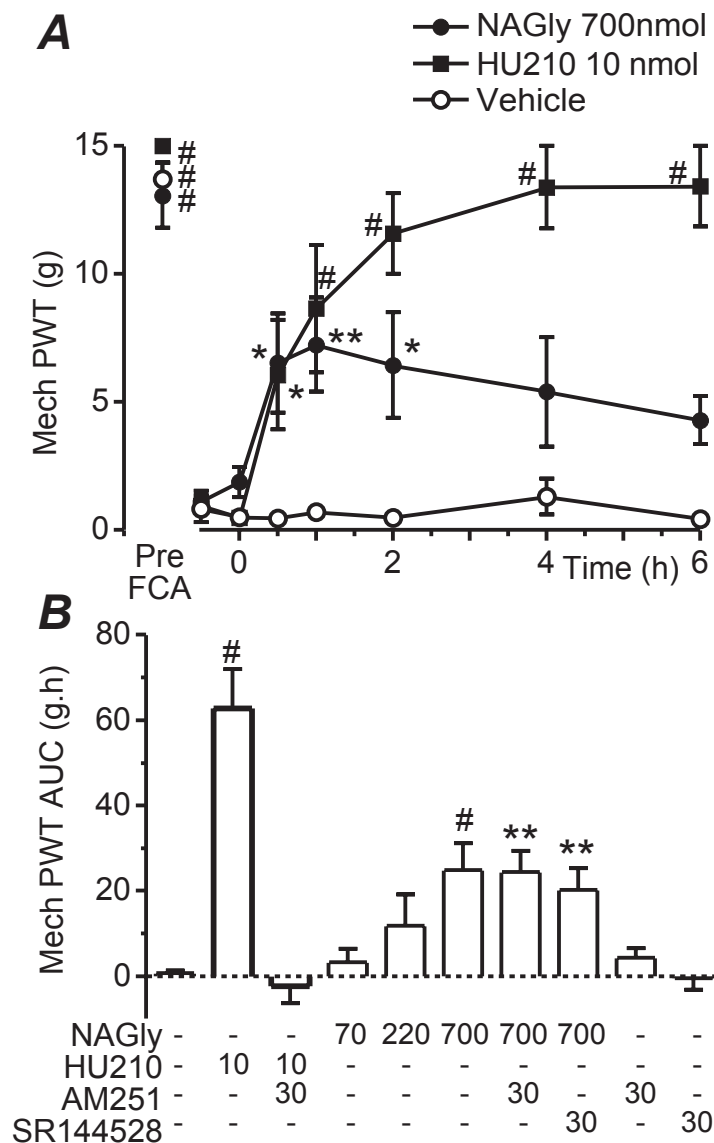 A
NAGly 700nmol
HU210 10 nmol
Vehicle
15
#
#
#
#
#
#
10
#
*
**
*
*
5
0
Mech PWT (g)
Pre
FCA
0
2
4
Time (h)
6
B
80
#
60
40
#
**
**
20
0
Mech PWT AUC (g.h)
NAGly - - - 70 220 700 700 700 - -
HU210 - 10 10 - - - - - - -
AM251 - - 30 - - - 30 - 30 -
SR144528 - - - - - - - 30 - 30